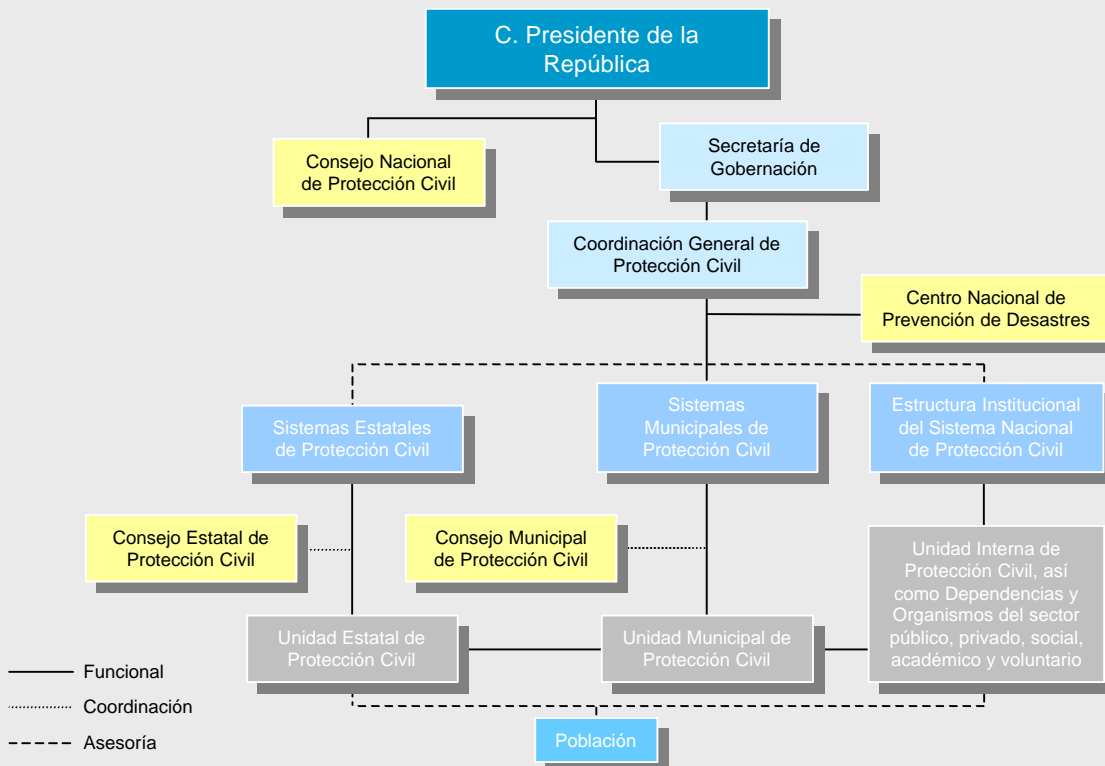 C. Presidente de la
República
Consejo Nacional
de Protección Civil
Secretaría de
Gobernación
Coordinación General de
Protección Civil
Centro Nacional de
Prevención de Desastres
Sistemas Estatales
de Protección Civil
Sistemas
Municipales de
Protección Civil
Estructura Institucional
del Sistema Nacional
de Protección Civil
Consejo Estatal de
Protección Civil
Consejo Municipal
de Protección Civil
Unidad Interna de
Protección Civil, así
como Dependencias y
Organismos del sector
público, privado, social,
académico y voluntario
Unidad Estatal de
Protección Civil
Unidad Municipal de
Protección Civil
Funcional
Coordinación
Asesoría
Población